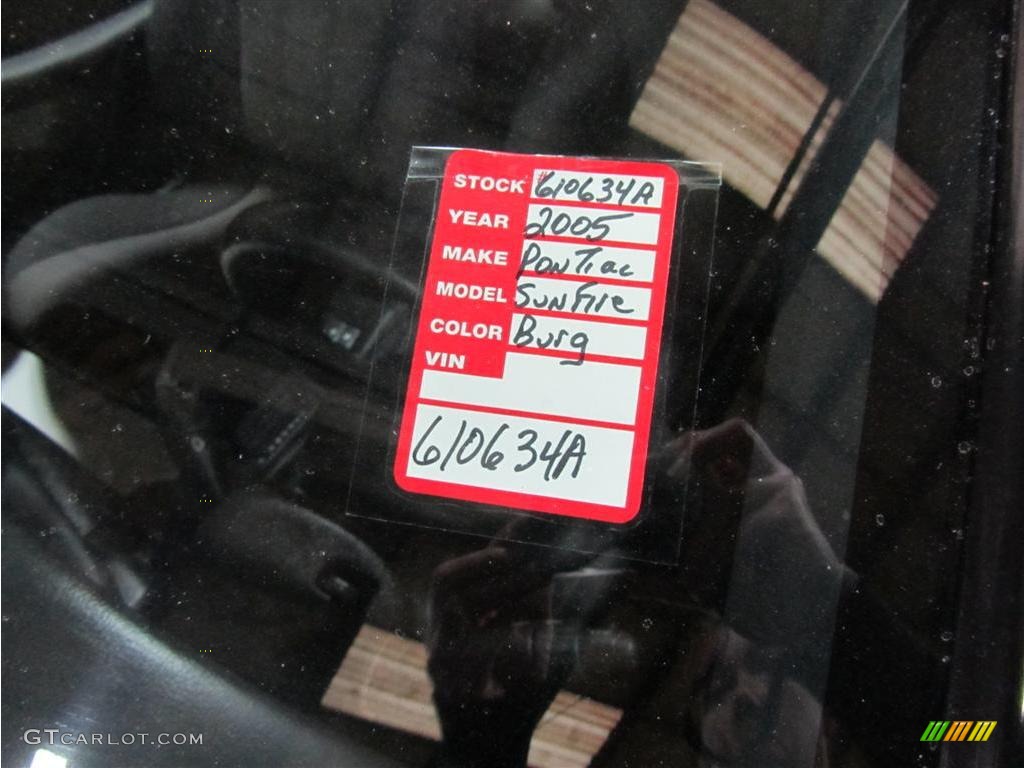 STOCK 610634A
YEAR 2005
MAKE PonTiac
MODEL SunFire
COLOR Burg
VIN
610634A
GTCARLOT.COM